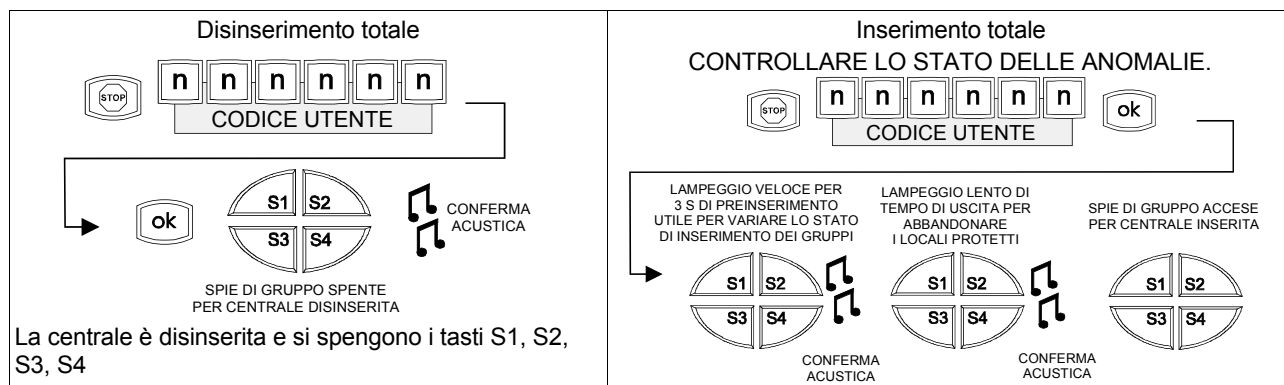 Disinserimento totale
STOP
n n n n n n
CODICE UTENTE
ok
S1 S2
S3 S4
CONFERMA
ACUSTICA
SPIE DI GRUPPO SPENTE
PER CENTRALE DISINSERITA
La centrale è disinserita e si spengono i tasti S1, S2,
S3, S4
Inserimento totale
CONTROLLARE LO STATO DELLE ANOMALIE.
STOP
n n n n n n
ok
CODICE UTENTE
LAMPEGGIO VELOCE PER
3 S DI PREINSERIMENTO
UTILE PER VARIARE LO STATO
DI INSERIMENTO DEI GRUPPI
S1 S2
S3 S4
CONFERMA
ACUSTICA
LAMPEGGIO LENTO DI
TEMPO DI USCITA PER
ABBANDONARE
I LOCALI PROTETTI
S1 S2
S3 S4
CONFERMA
ACUSTICA
SPIE DI GRUPPO ACCESE
PER CENTRALE INSERITA
S1 S2
S3 S4